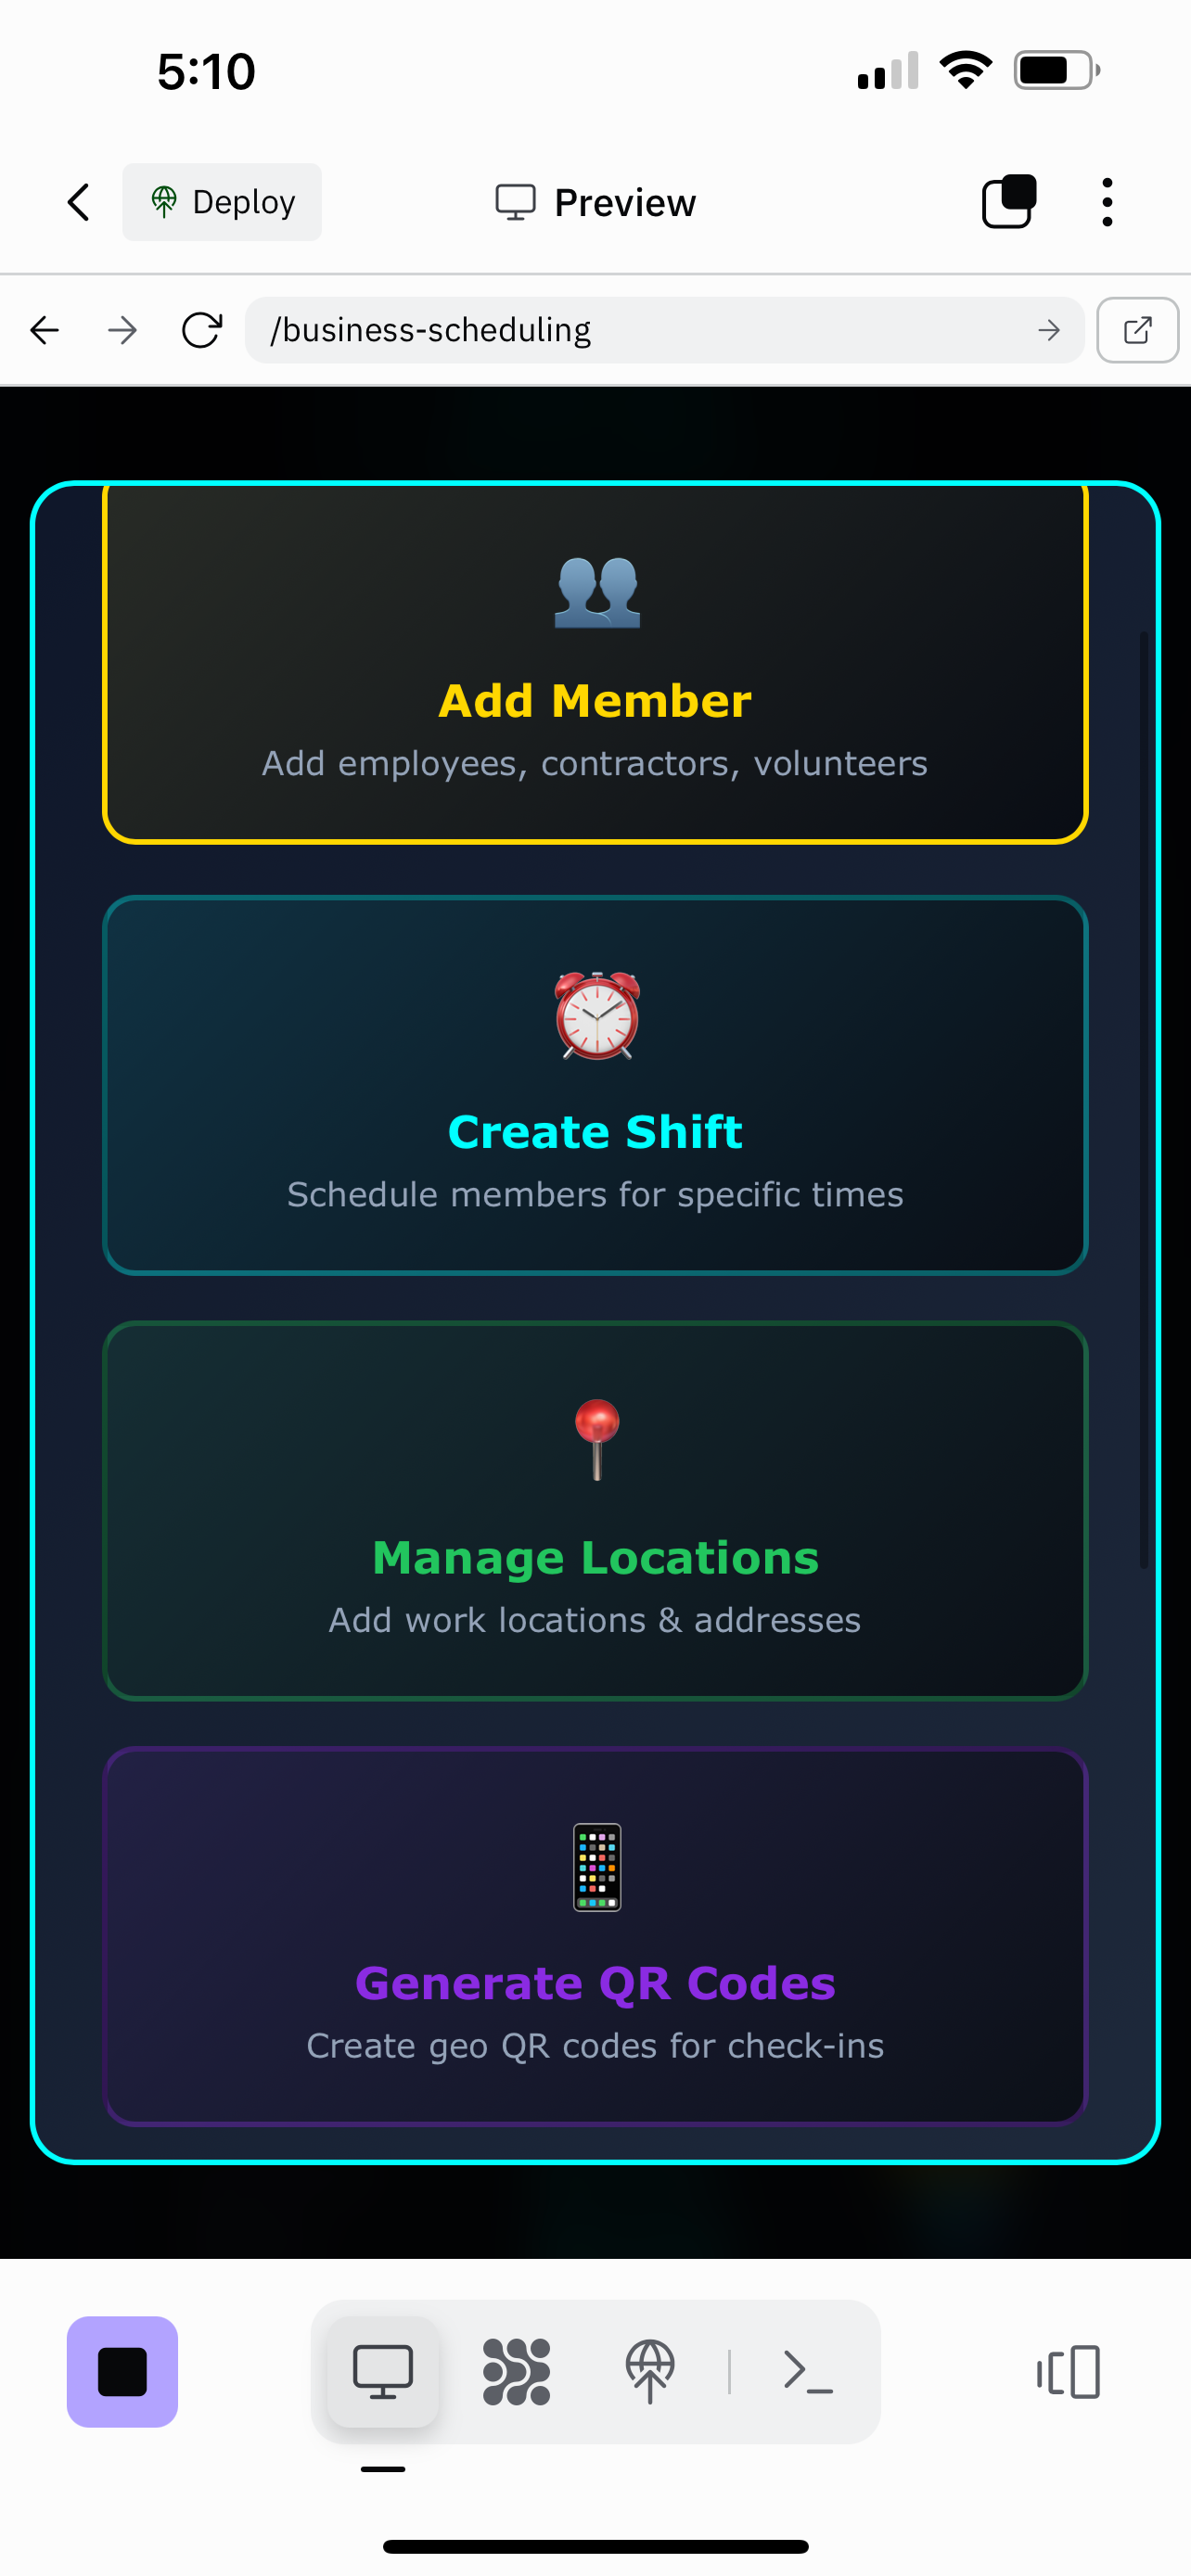 5:10
Deploy
Preview
/business-scheduling
Add Member
Add employees, contractors, volunteers
Create Shift
Schedule members for specific times
Manage Locations
Add work locations & addresses
Generate QR Codes
Create geo QR codes for check-ins